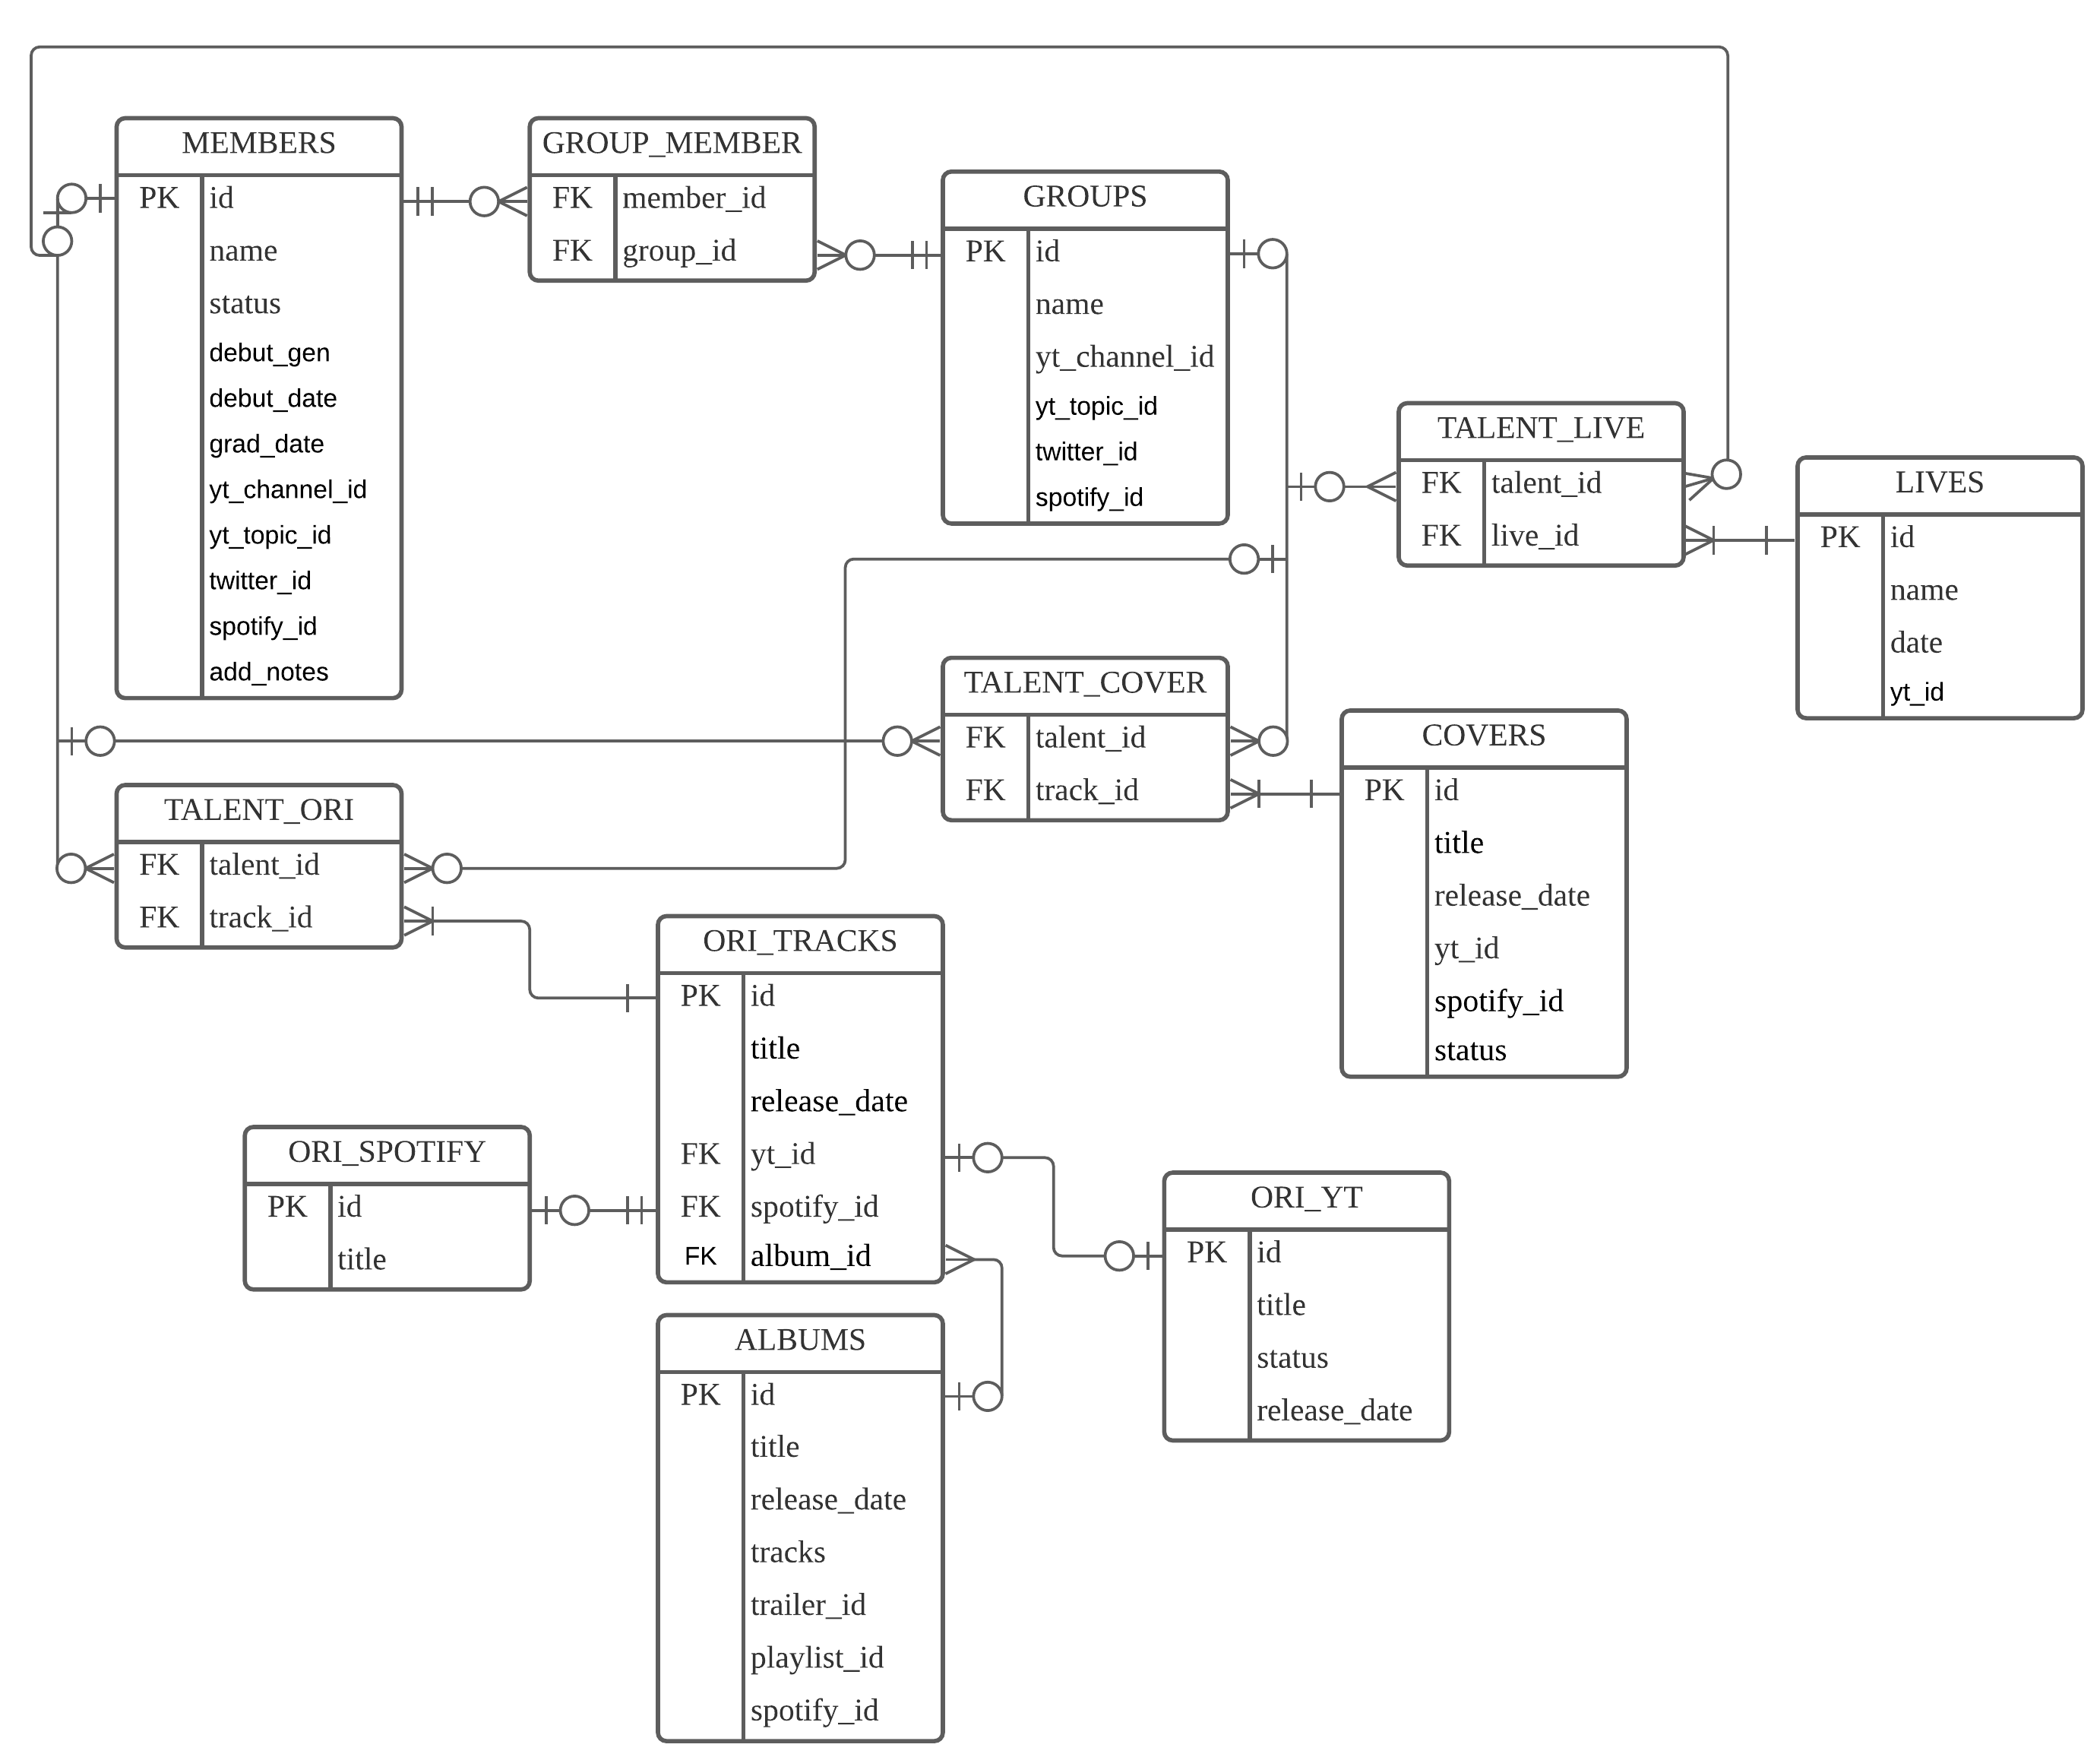 MEMBERS
PK id
name
status
debut_gen
debut_date
grad_date
yt_channel_id
yt_topic_id
twitter_id
spotify_id
add_notes
GROUP_MEMBER
FK member_id
FK group_id
GROUPS
PK id
name
yt_channel_id
yt_topic_id
twitter_id
spotify_id
TALENT_LIVE
FK talent_id
FK live_id
LIVES
PK id
name
date
yt_id
TALENT_COVER
FK talent_id
FK track_id
COVERS
PK id
title
release_date
yt_id
spotify_id
status
TALENT_ORI
FK talent_id
FK track_id
ORI_TRACKS
PK id
title
release_date
FK yt_id
FK spotify_id
FK album_id
ORI_SPOTIFY
PK id
title
ORI_YT
PK id
title
status
release_date
ALBUMS
PK id
title
release_date
tracks
trailer_id
playlist_id
spotify_id